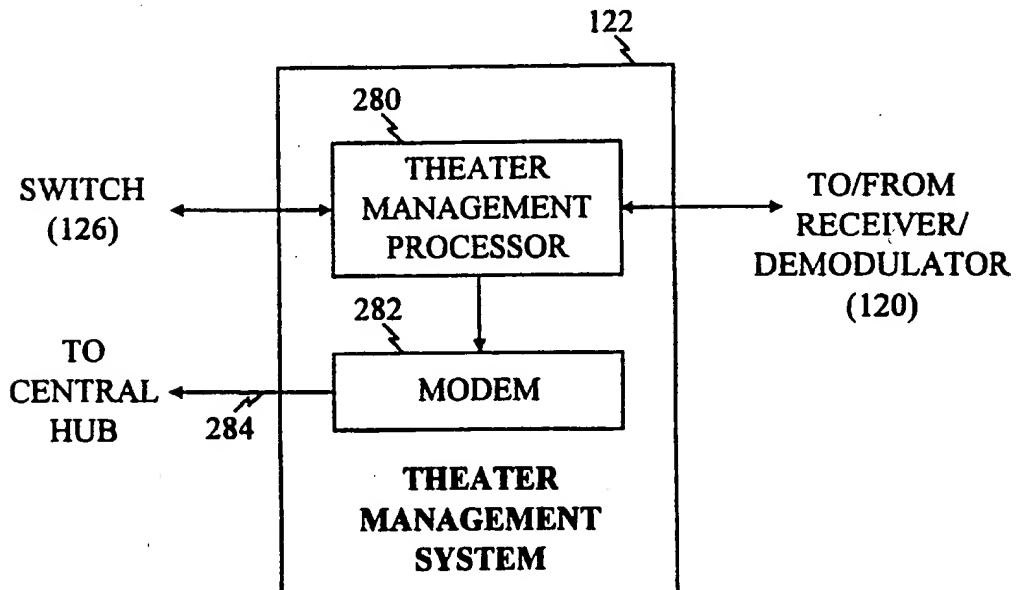 122
280
THEATER
MANAGEMENT
PROCESSOR
SWITCH
(126)
TO/FROM
RECEIVER/
DEMODULATOR
(120)
282
MODEM
TO
CENTRAL
HUB
284
THEATER
MANAGEMENT
SYSTEM